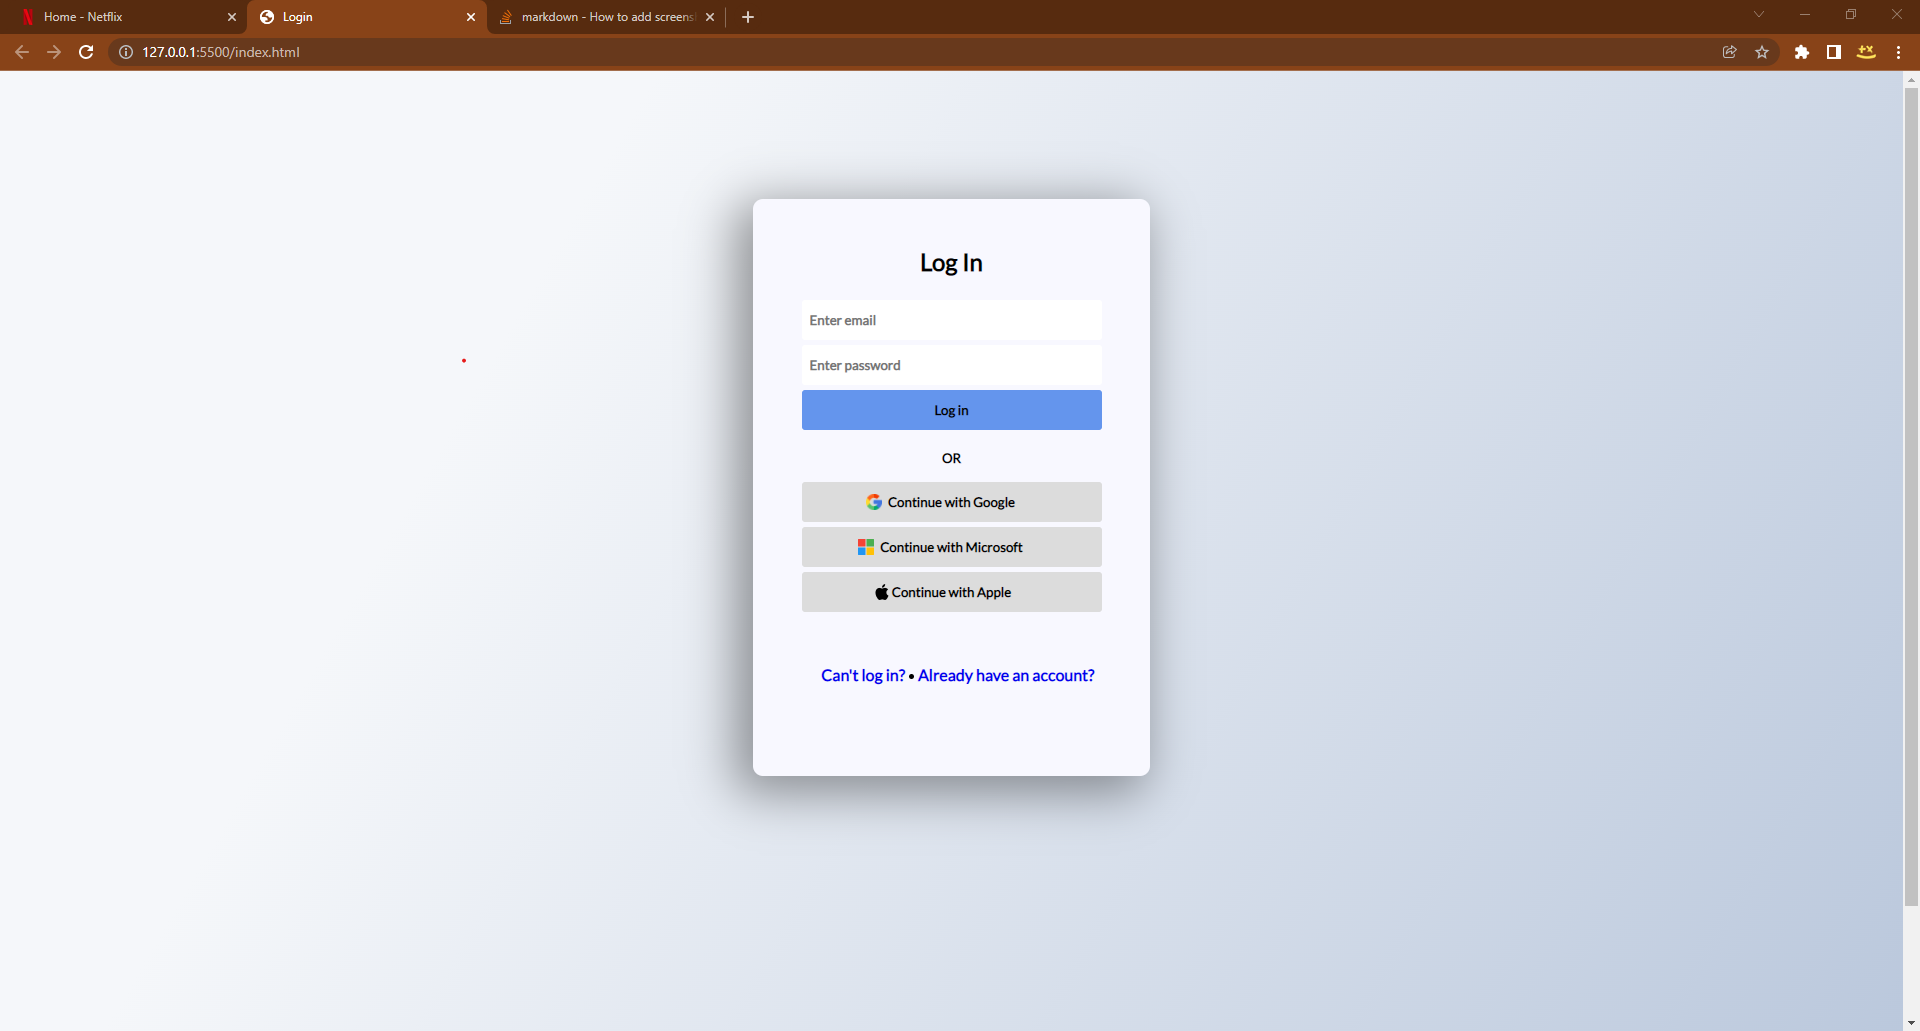 Home - Netflix
Login
markdown - How to add screens
127.0.0.1:5500/index.html
Log In
Enter email
Enter password
Log in
OR
Continue with Google
Continue with Microsoft
Continue with Apple
Can't log in? • Already have an account?